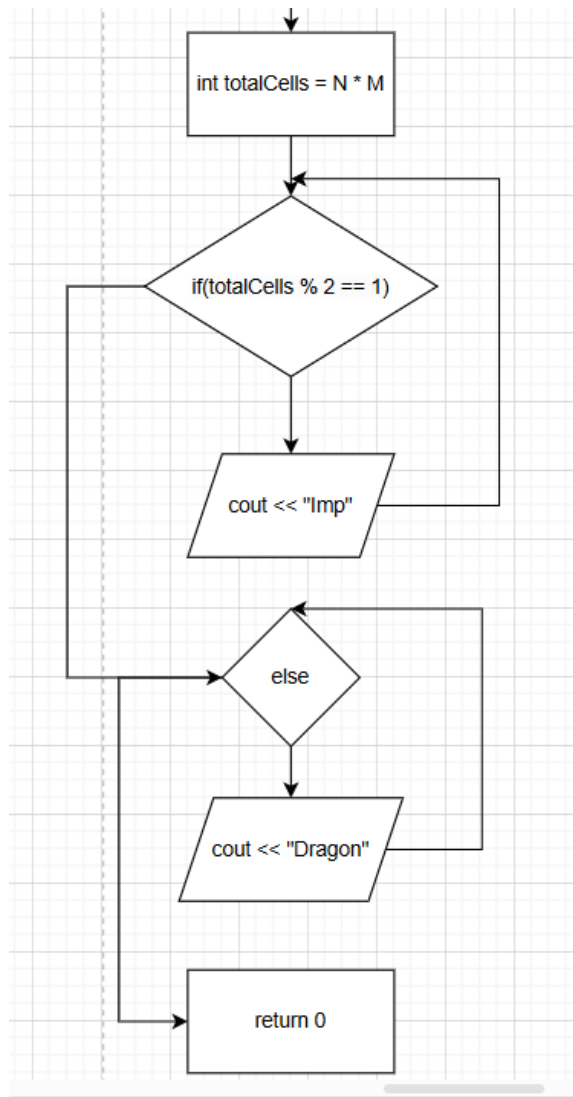 int totalCells = N * M
if(totalCells % 2 == 1)
cout << "Imp"
else
cout << "Dragon"
return 0